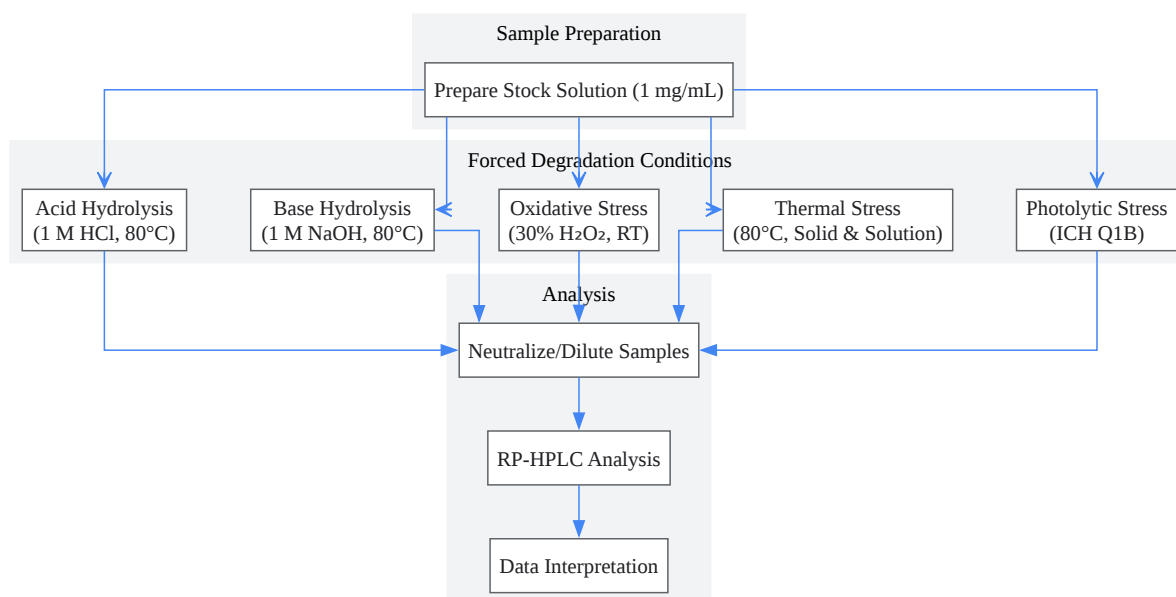 Sample Preparation
Prepare Stock Solution (1 mg/mL)
Forced Degradation Conditions
Acid Hydrolysis
(1 M HCl, 80°C)
Base Hydrolysis
(1 M NaOH, 80°C)
Oxidative Stress
(30% H₂O₂, RT)
Thermal Stress
(80°C, Solid & Solution)
Photolytic Stress
(ICH Q1B)
Analysis
Neutralize/Dilute Samples
RP-HPLC Analysis
Data Interpretation